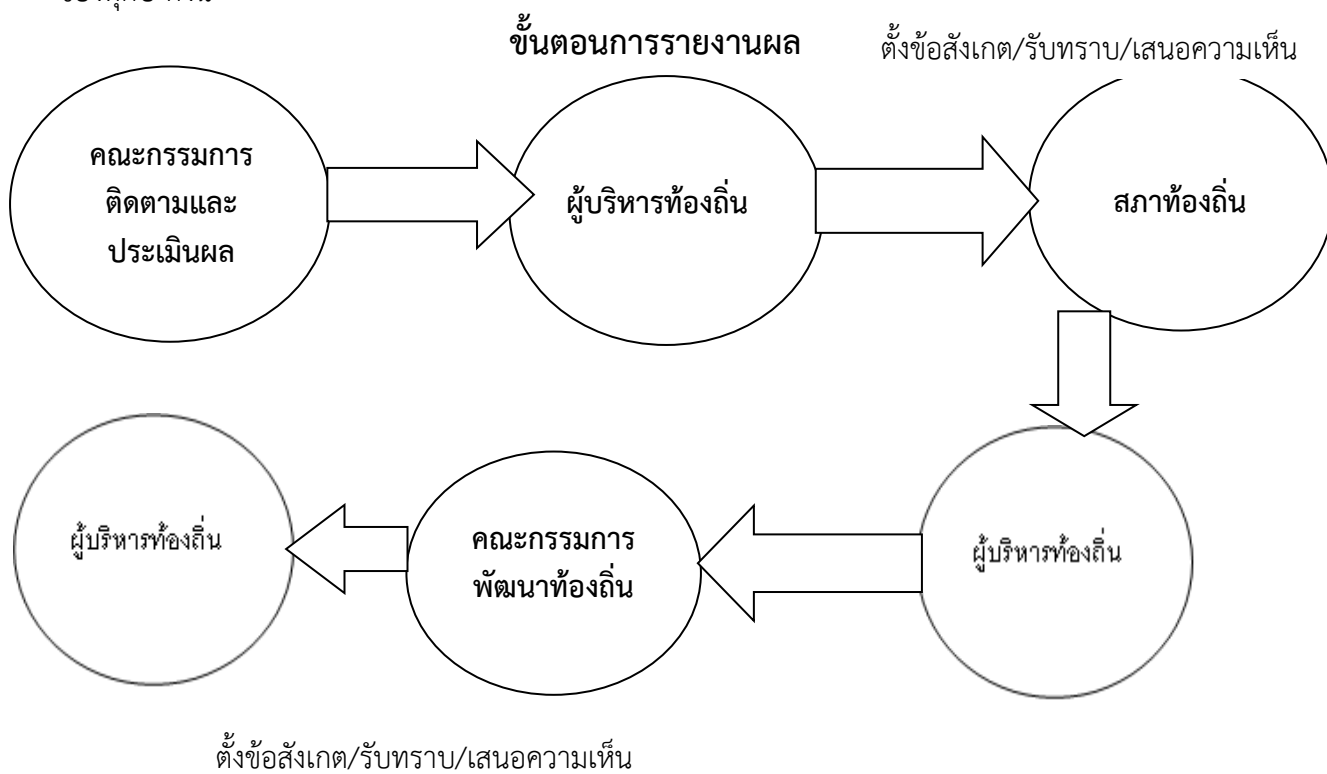 ขั้นตอนการรายงานผล
ตั้งข้อสังเกต/รับทราบ/เสนอความเห็น
คณะกรรมการ
ติดตามและ
ประเมินผล
ผู้บริหารท้องถิ่น
สภาท้องถิ่น
ผู้บริหารท้องถิ่น
คณะกรรมการ
พัฒนาท้องถิ่น
ผู้บริหารท้องถิ่น
ตั้งข้อสังเกต/รับทราบ/เสนอความเห็น